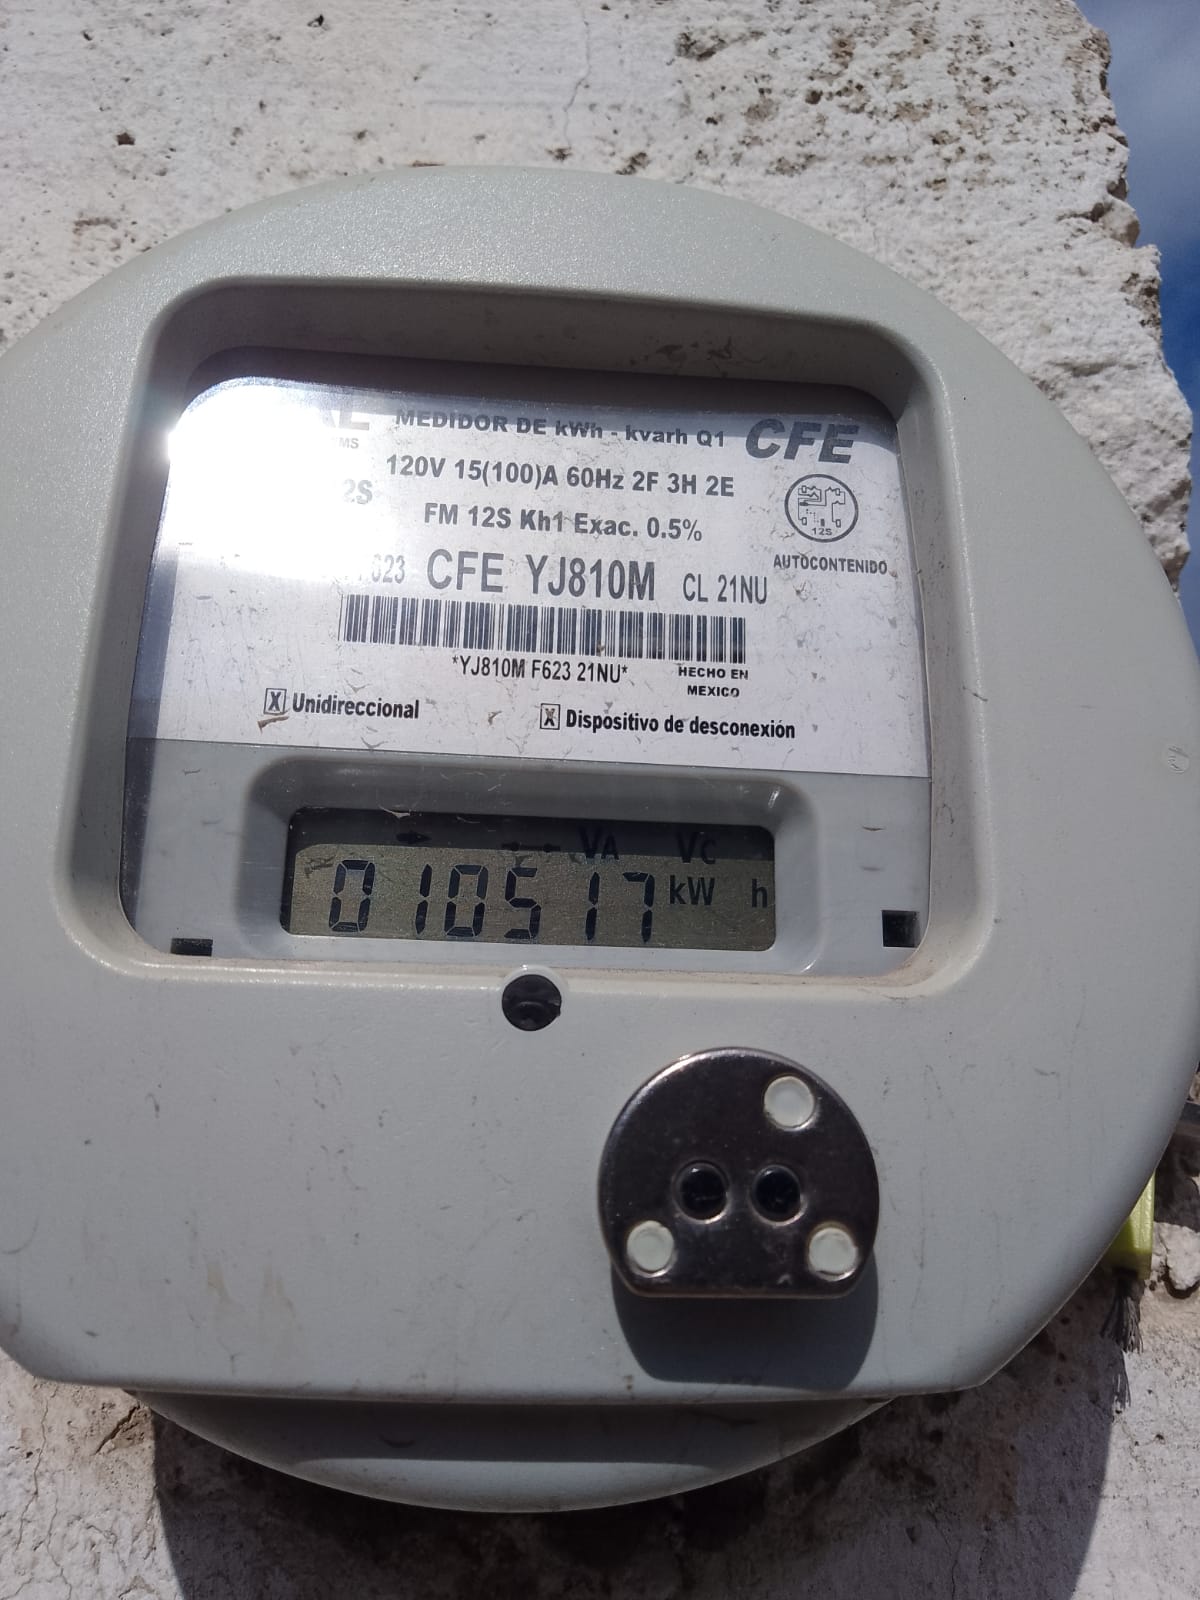 MEDIDOR DE kWh - kvarh Q1 CFE
120V 15(100)A 60Hz 2F 3H 2E
2S FM 12S Kh1 Exac. 0.5%
12S
AUTOCONTENIDO
CFE YJ810M CL 21NU
*YJ810M F623 21NU*
HECHO EN
MEXICO
X Unidireccional
X Dispositivo de desconexión
VA VC
010517 kW h